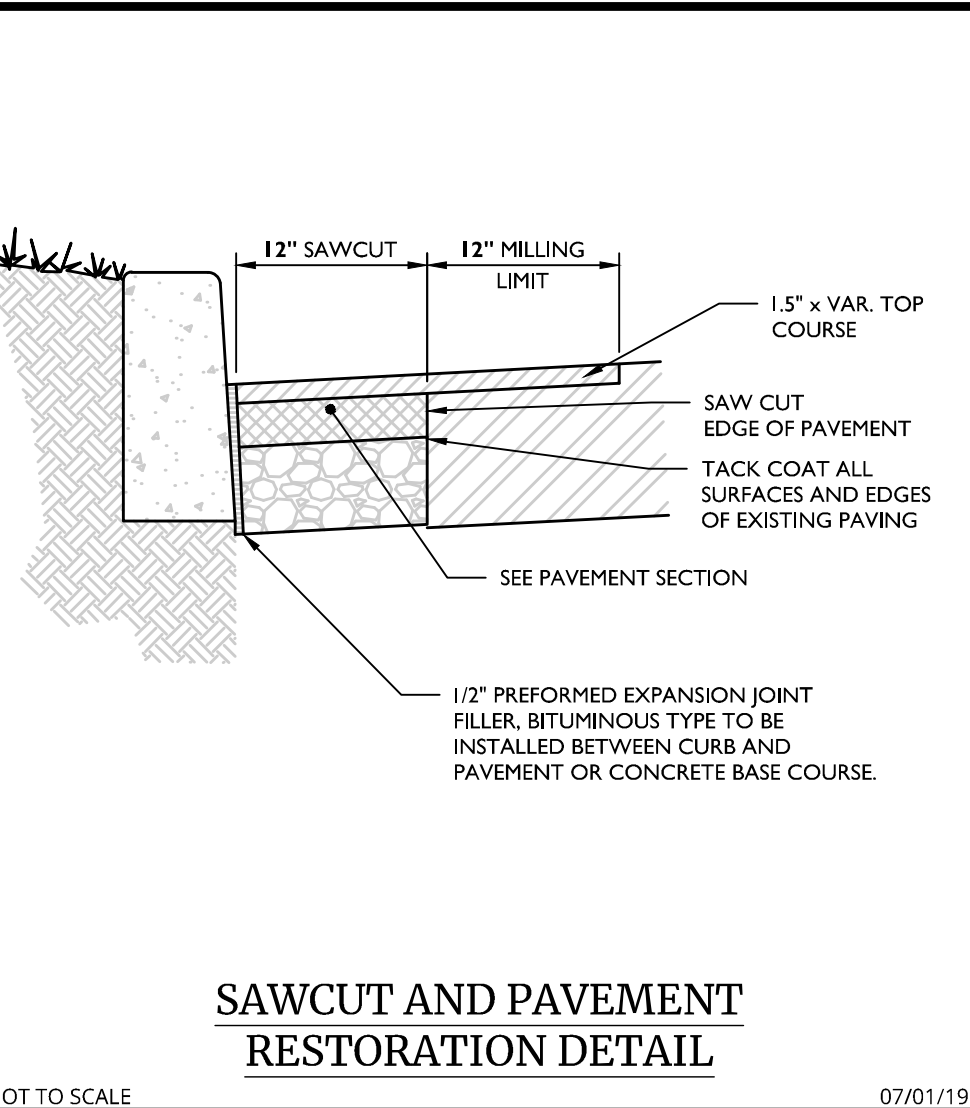 12" SAWCUT
12" MILLING
LIMIT
1.5" x VAR. TOP
COURSE
SAW CUT
EDGE OF PAVEMENT
TACK COAT ALL
SURFACES AND EDGES
OF EXISTING PAVING
SEE PAVEMENT SECTION
1/2" PREFORMED EXPANSION JOINT
FILLER, BITUMINOUS TYPE TO BE
INSTALLED BETWEEN CURB AND
PAVEMENT OR CONCRETE BASE COURSE.
SAWCUT AND PAVEMENT
RESTORATION DETAIL
OT TO SCALE
07/01/19